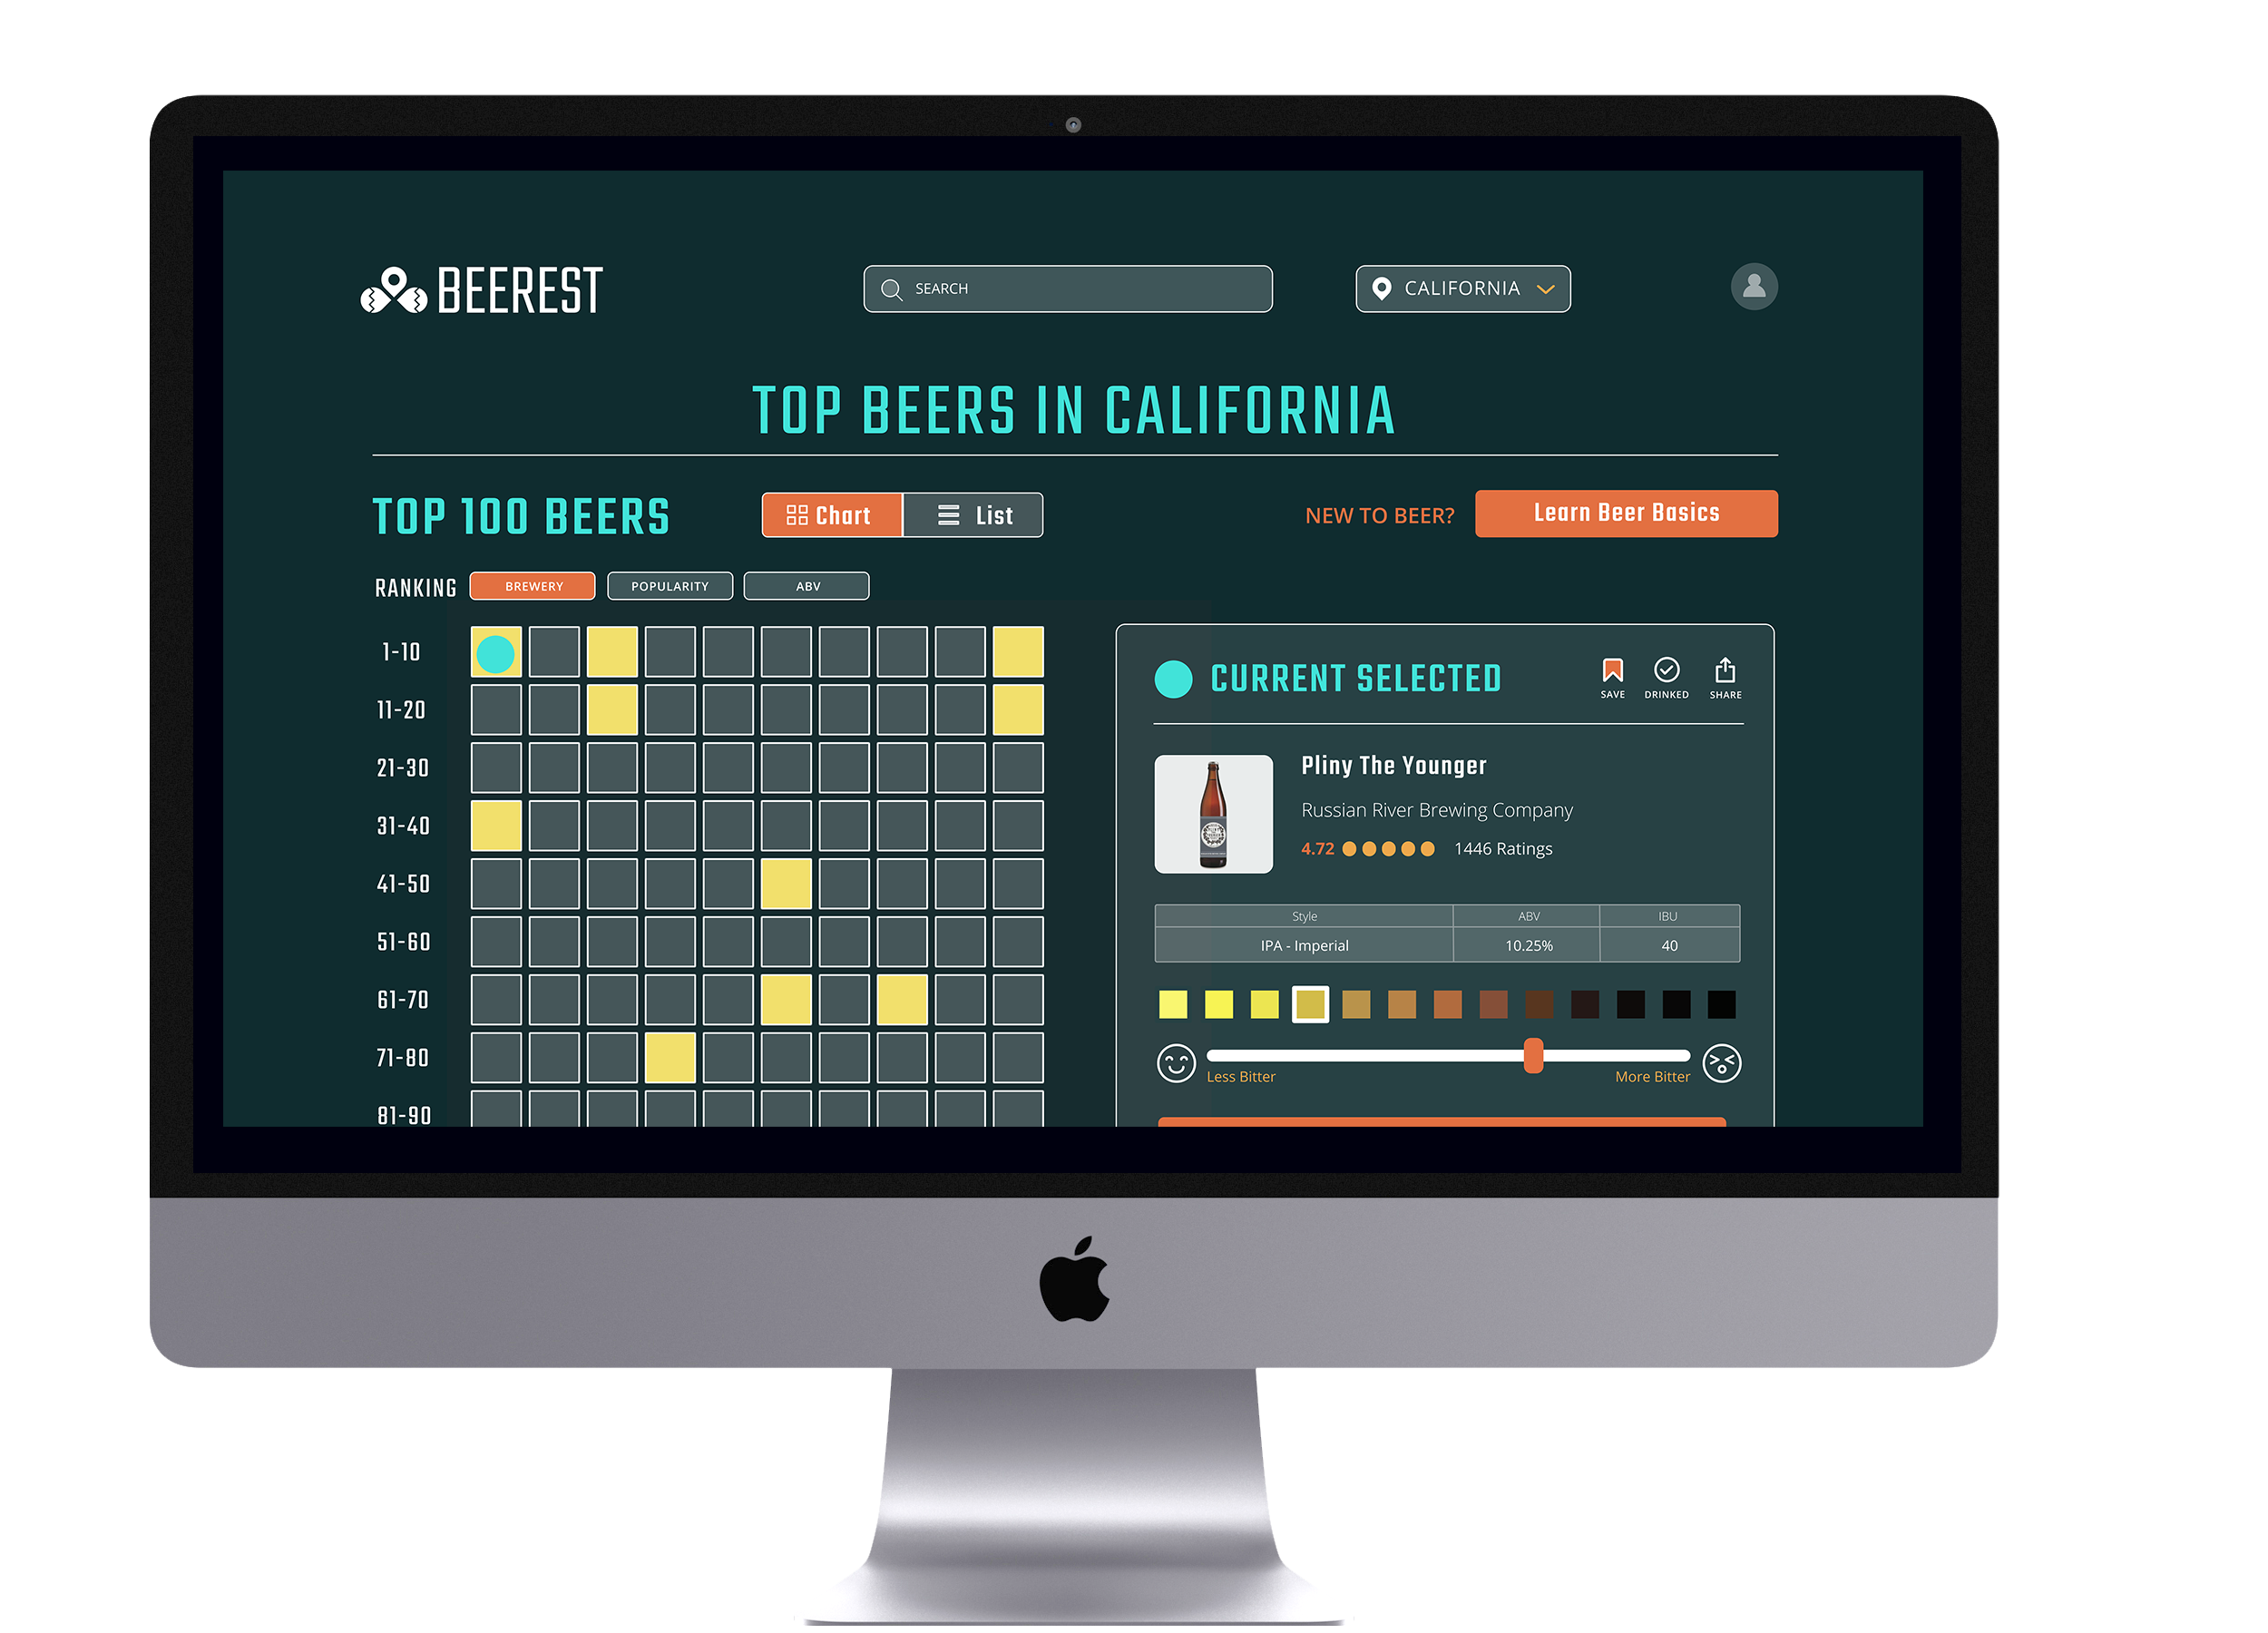 BEEREST
SEARCH
CALIFORNIA
TOP BEERS IN CALIFORNIA
TOP 100 BEERS
Chart
List
NEW TO BEER?
Learn Beer Basics
RANKING
BREWERY
POPULARITY
ABV
1-10
11-20
21-30
31-40
41-50
51-60
61-70
71-80
81-90
CURRENT SELECTED
SAVE
DRINKED
SHARE
Pliny The Younger
Russian River Brewing Company
4.72
1446 Ratings
Style ABV IBU
IPA - Imperial 10.25% 40
Less Bitter
More Bitter